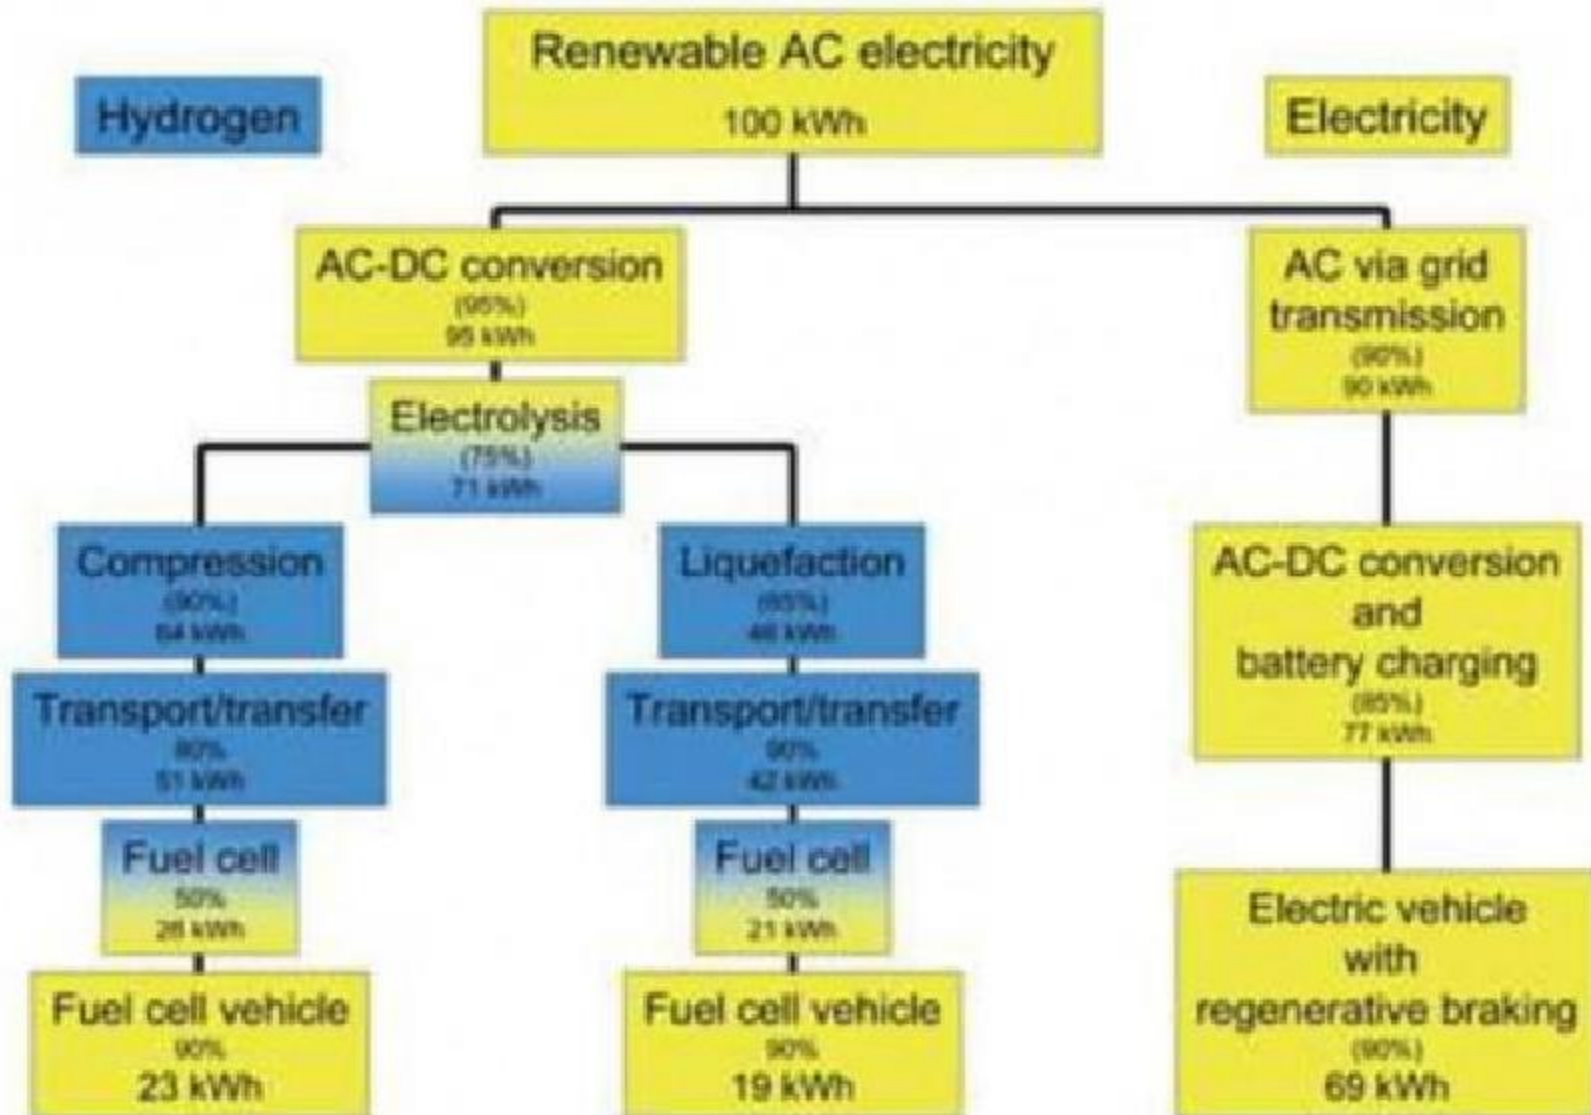 Renewable AC electricity
100 kWh
Hydrogen
Electricity
AC-DC conversion
(95%)
95 kWh
AC via grid
transmission
(90%)
90 kWh
Electrolysis
(75%)
71 kWh
Compression
(90%)
64 kWh
Liquefaction
(65%)
46 kWh
AC-DC conversion
and
battery charging
(85%)
77 kWh
Transport/transfer
80%
51 kWh
Transport/transfer
90%
42 kWh
Fuel cell
50%
26 kWh
Fuel cell
50%
21 kWh
Electric vehicle
with
regenerative braking
(90%)
69 kWh
Fuel cell vehicle
90%
23 kWh
Fuel cell vehicle
90%
19 kWh